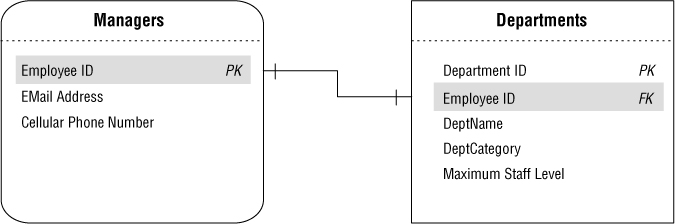 Managers
Employee ID PK
EMail Address
Cellular Phone Number
Departments
Department ID PK
Employee ID FK
DeptName
DeptCategory
Maximum Staff Level